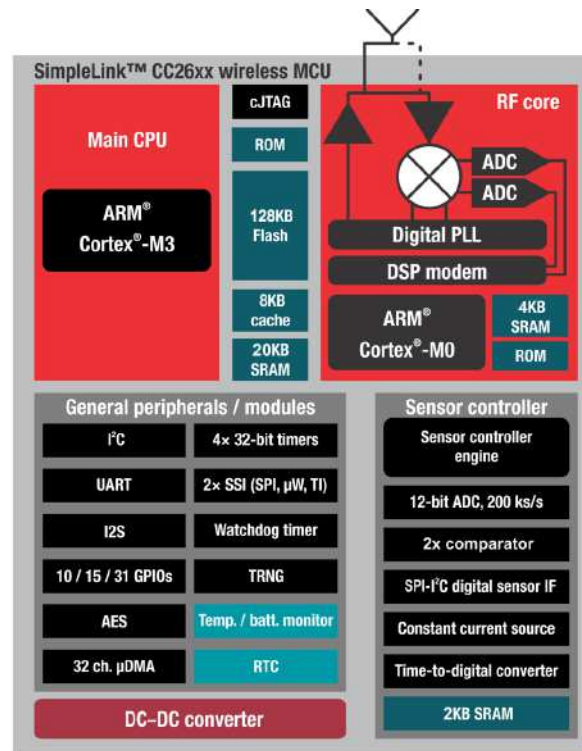 SimpleLink™ CC26xx wireless MCU
Main CPU
ARM®
Cortex®-M3
cJTAG
ROM
128KB
Flash
8KB
cache
20KB
SRAM
RF core
ADC
ADC
Digital PLL
DSP modem
ARM®
Cortex®-M0
4KB
SRAM
ROM
General peripherals / modules
I²C
4× 32-bit timers
UART
2× SSI (SPI, µW, TI)
I2S
Watchdog timer
10 / 15 / 31 GPIOs
TRNG
AES
Temp. / batt. monitor
32 ch. µDMA
RTC
DC–DC converter
Sensor controller
Sensor controller
engine
12-bit ADC, 200 ks/s
2x comparator
SPI-I²C digital sensor IF
Constant current source
Time-to-digital converter
2KB SRAM